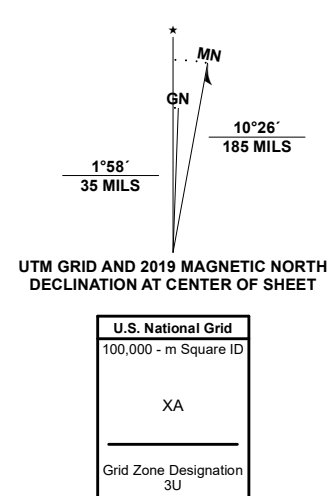 ★
MN
GN
10°26´
185 MILS
1°58´
35 MILS
UTM GRID AND 2019 MAGNETIC NORTH
DECLINATION AT CENTER OF SHEET
U.S. National Grid
100,000 - m Square ID
XA
Grid Zone Designation
3U